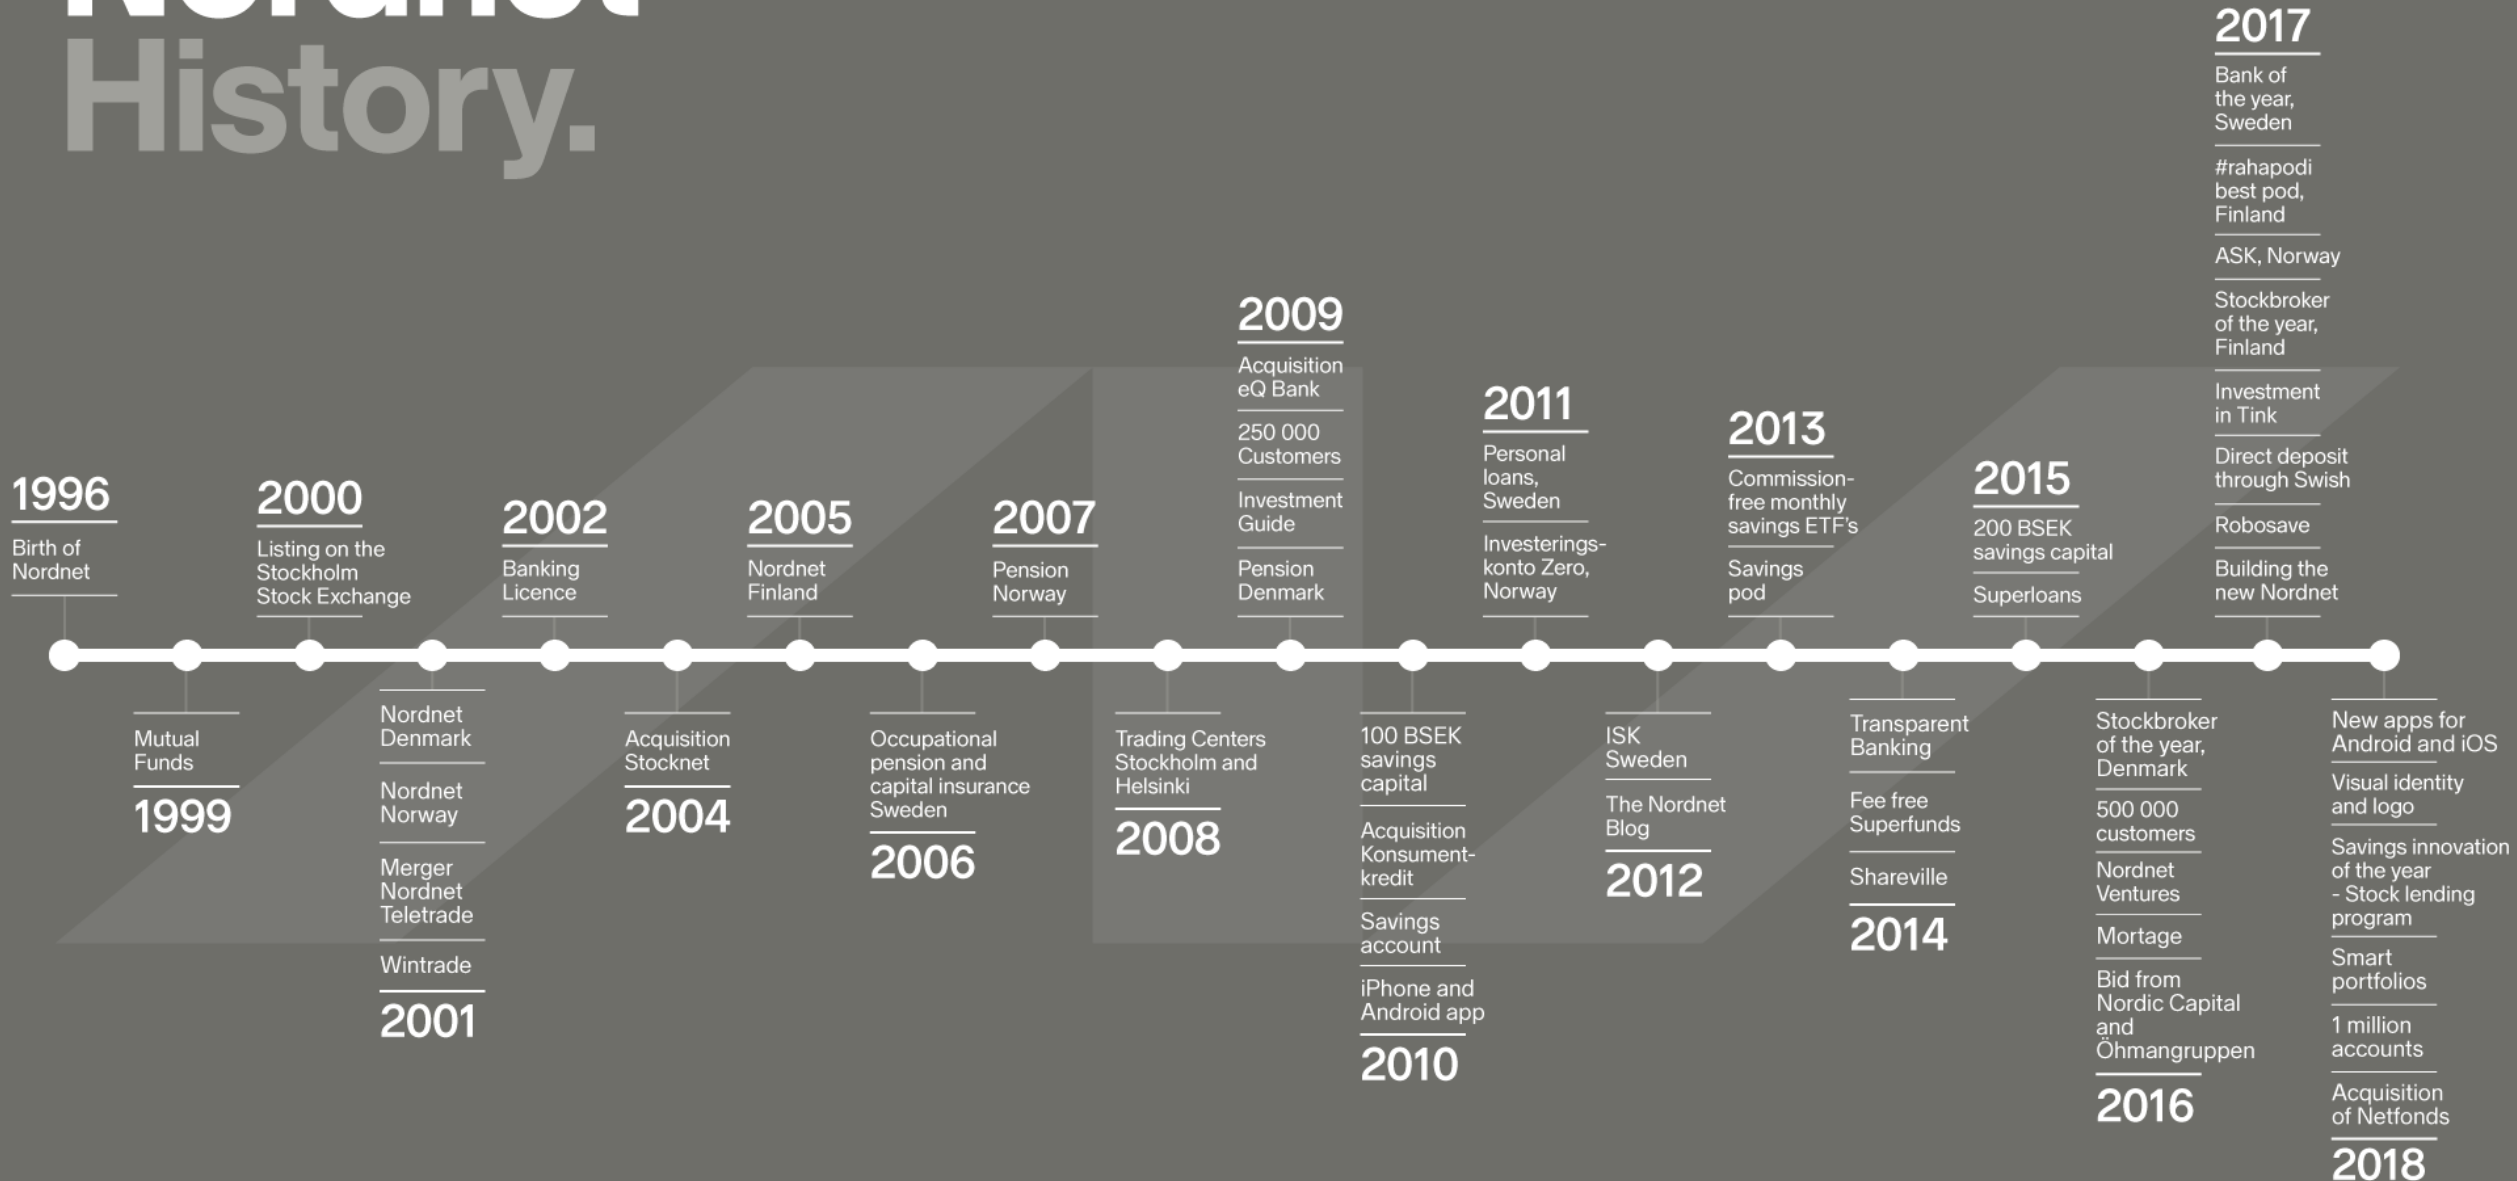 Nordnet
History.
1996
Birth of
Nordnet
Mutual
Funds
1999
2000
Listing on the
Stockholm
Stock Exchange
Nordnet
Denmark
Nordnet
Norway
Merger
Nordnet
Teletrade
Wintrade
2001
2002
Banking
Licence
Acquisition
Stocknet
2004
2005
Nordnet
Finland
Occupational
pension and
capital insurance
Sweden
2006
2007
Pension
Norway
Trading Centers
Stockholm and
Helsinki
2008
2009
Acquisition
eQ Bank
250 000
Customers
Investment
Guide
Pension
Denmark
100 BSEK
savings
capital
Acquisition
Konsument-
kredit
Savings
account
iPhone and
Android app
2010
2011
Personal
loans,
Sweden
Investerings-
konto Zero,
Norway
ISK
Sweden
The Nordnet
Blog
2012
2013
Commission-
free monthly
savings ETF's
Savings
pod
Transparent
Banking
Fee free
Superfunds
Shareville
2014
2015
200 BSEK
savings capital
Superloans
Stockbroker
of the year,
Denmark
500 000
customers
Nordnet
Ventures
Mortage
Bid from
Nordic Capital
and
Öhmangruppen
2016
2017
Bank of
the year,
Sweden
#rahapodi
best pod,
Finland
ASK, Norway
Stockbroker
of the year,
Finland
Investment
in Tink
Direct deposit
through Swish
Robosave
Building the
new Nordnet
New apps for
Android and iOS
Visual identity
and logo
Savings innovation
of the year
- Stock lending
program
Smart
portfolios
1 million
accounts
Acquisition
of Netfonds
2018